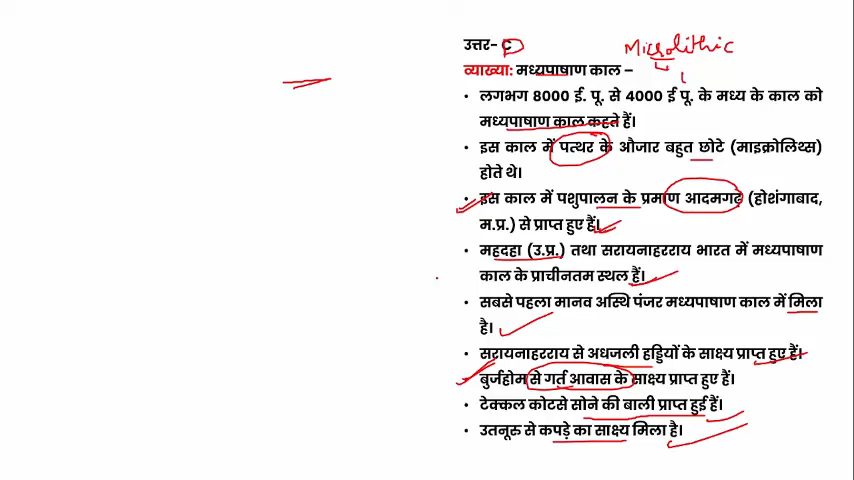 उत्तर- C
Microlithic
व्याख्या: मध्यपाषाण काल –
• लगभग 8000 ई. पू. से 4000 ई पू. के मध्य के काल को
मध्यपाषाण काल कहते हैं।
• इस काल में पत्थर के औजार बहुत छोटे (माइक्रोलिथ्स)
होते थे।
• इस काल में पशुपालन के प्रमाण आदमगढ़ (होशंगाबाद,
म.प्र.) से प्राप्त हुए हैं।
• महदहा (उ.प्र.) तथा सरायनाहरराय भारत में मध्यपाषाण
काल के प्राचीनतम स्थल हैं।
• सबसे पहला मानव अस्थि पंजर मध्यपाषाण काल में मिला
है।
• सरायनाहरराय से अधजली हड्डियों के साक्ष्य प्राप्त हुए हैं।
• बुर्जहोम से गर्त आवास के साक्ष्य प्राप्त हुए हैं।
• टेक्कल कोटसे सोने की बाली प्राप्त हुई हैं।
• उतनूरु से कपड़े का साक्ष्य मिला है।